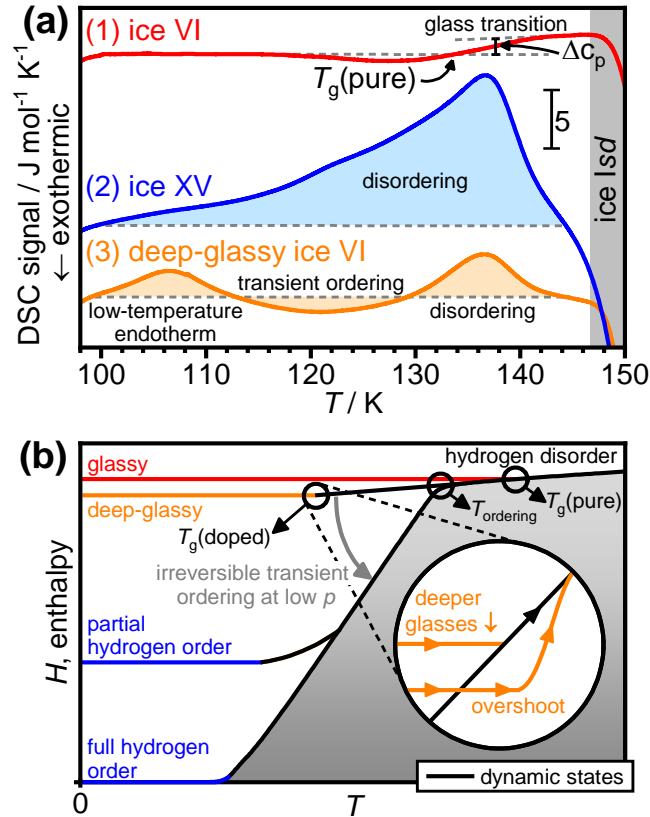 (a)
(1) ice VI
glass transition
Δcp
Tg(pure)
5
(2) ice XV
disordering
ice Isd
(3) deep-glassy ice VI
transient ordering
low-temperature
endotherm
disordering
DSC signal / J mol⁻¹ K⁻¹
← exothermic
100 110 120 130 140 150
T / K
(b)
glassy
hydrogen disorder
deep-glassy
Tg(doped)
Tordering
Tg(pure)
irreversible transient
ordering at low p
deeper
glasses ↓
partial
hydrogen order
overshoot
full hydrogen
order
dynamic states
H, enthalpy
0
T